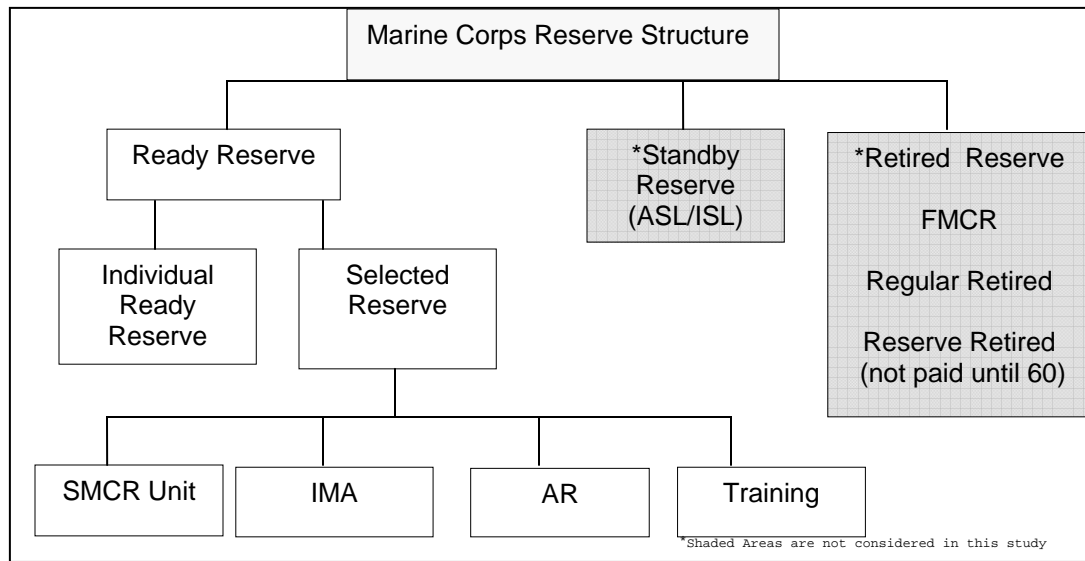 Marine Corps Reserve Structure
Ready Reserve
*Standby
Reserve
(ASL/ISL)
*Retired Reserve
FMCR
Regular Retired
Reserve Retired
(not paid until 60)
Individual
Ready
Reserve
Selected
Reserve
SMCR Unit
IMA
AR
Training
*Shaded Areas are not considered in this study